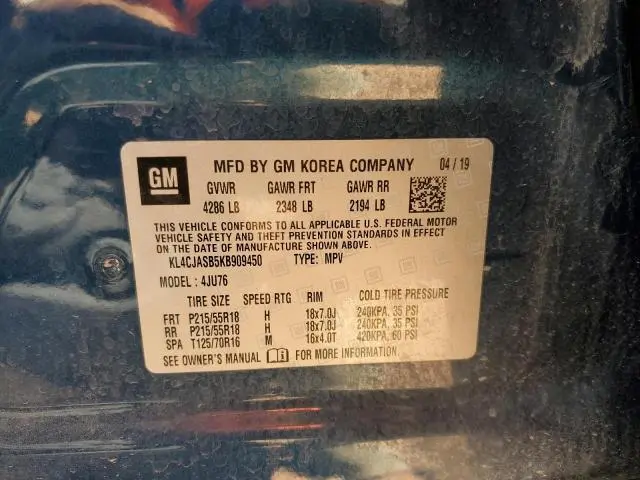 GM MFD BY GM KOREA COMPANY 04 / 19
GVWR GAWR FRT GAWR RR
4286 LB 2348 LB 2194 LB
THIS VEHICLE CONFORMS TO ALL APPLICABLE U.S. FEDERAL MOTOR
VEHICLE SAFETY AND THEFT PREVENTION STANDARDS IN EFFECT ON
THE DATE OF MANUFACTURE SHOWN ABOVE.
KL4CJASB5KB909450 TYPE: MPV
MODEL : 4JU76
TIRE SIZE SPEED RTG RIM COLD TIRE PRESSURE
FRT P215/55R18 H 18x7.0J 240KPA, 35 PSI
RR P215/55R18 H 18x7.0J 240KPA, 35 PSI
SPA T125/70R16 M 16x4.0T 420KPA, 60 PSI
SEE OWNER'S MANUAL FOR MORE INFORMATION